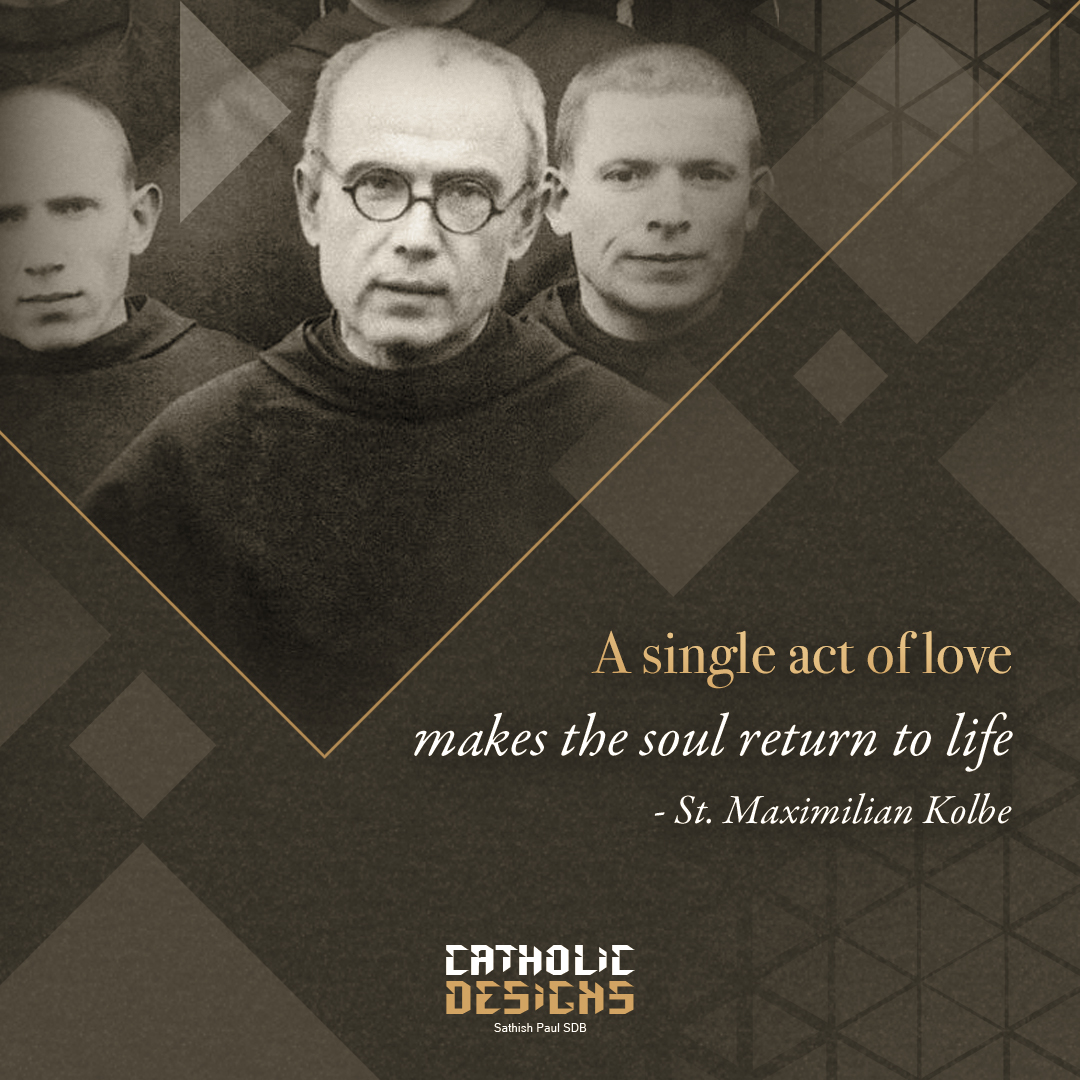 A single act of love
makes the soul return to life
- St. Maximilian Kolbe
CATHOLIC
DESIGNS
Sathish Paul SDB